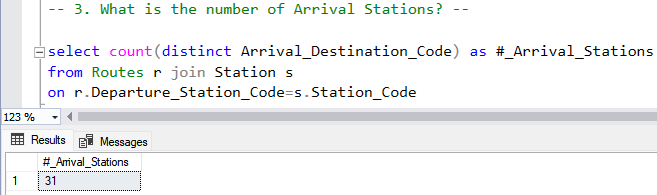 -- 3. What is the number of Arrival Stations? --
select count(distinct Arrival_Destination_Code) as #_Arrival_Stations
from Routes r join Station s
on r.Departure_Station_Code=s.Station_Code
123 %
Results Messages
#_Arrival_Stations
1 31